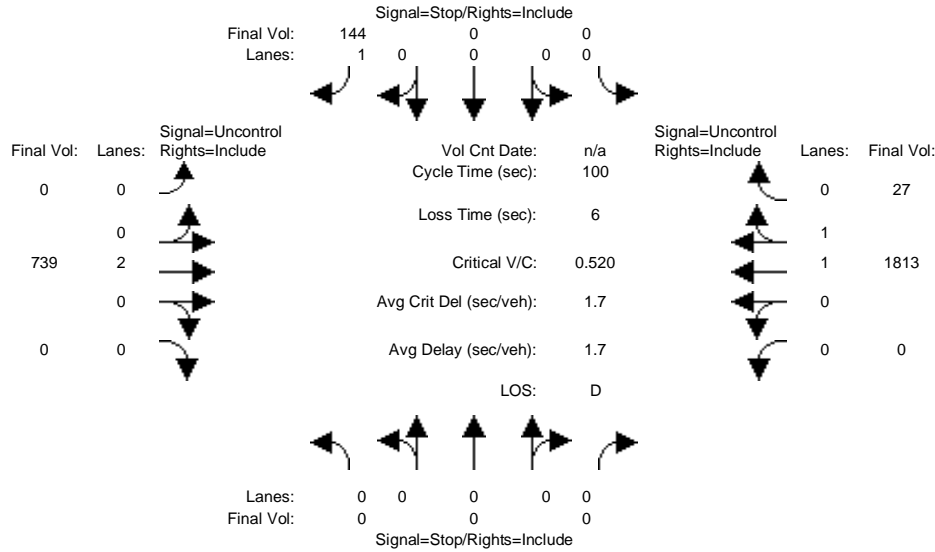 Signal=Stop/Rights=Include
Final Vol: 144 0 0
Lanes: 1 0 0 0 0
Signal=Uncontrol Signal=Uncontrol
Final Vol: Lanes: Rights=Include Vol Cnt Date: n/a Rights=Include Lanes: Final Vol:
Cycle Time (sec): 100
0 0 0 27
Loss Time (sec): 6
0 1
739 2 Critical V/C: 0.520 1 1813
0 Avg Crit Del (sec/veh): 1.7 0
0 0 Avg Delay (sec/veh): 1.7 0 0
LOS: D
Lanes: 0 0 0 0 0
Final Vol: 0 0 0
Signal=Stop/Rights=Include